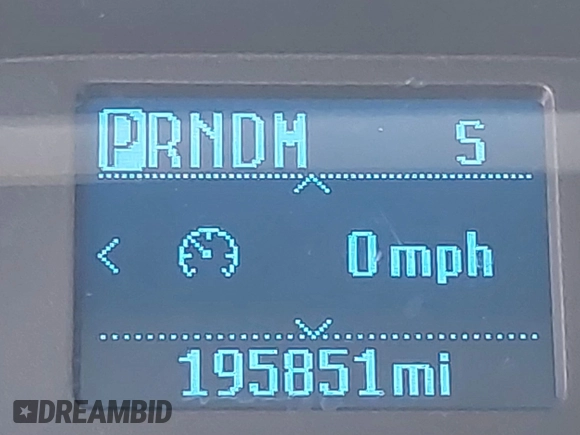 PRNDM S
0mph
195851mi
DREAMBID